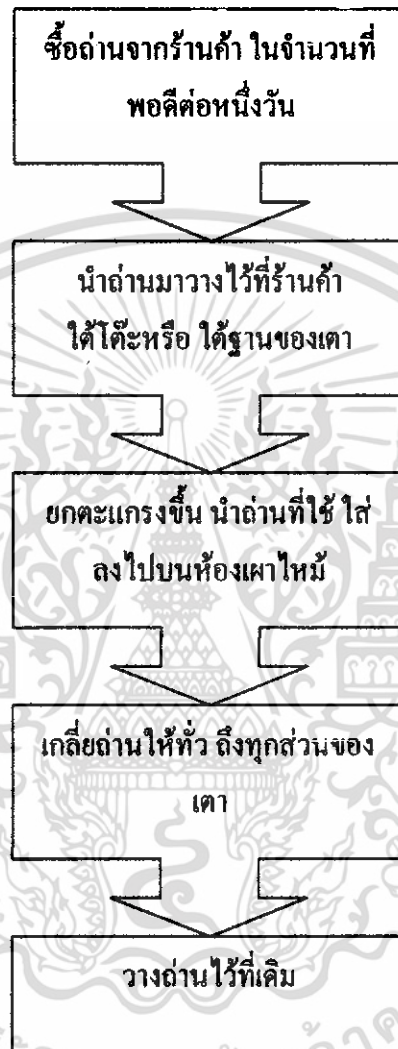 ซื้อถ่านจากร้านค้า ในจำนวนที่
พอดีต่อหนึ่งวัน
นำถ่านมาวางไว้ที่ร้านค้า
ใต้โต๊ะหรือ ใต้ฐานของเตา
ยกตะแกรงขึ้น นำถ่านที่ใช้ ใส่
ลงไปบนห้องเผาไหม้
เกลี่ยถ่านให้ทั่ว ถึงทุกส่วนของ
เตา
วางถ่านไว้ที่เดิม